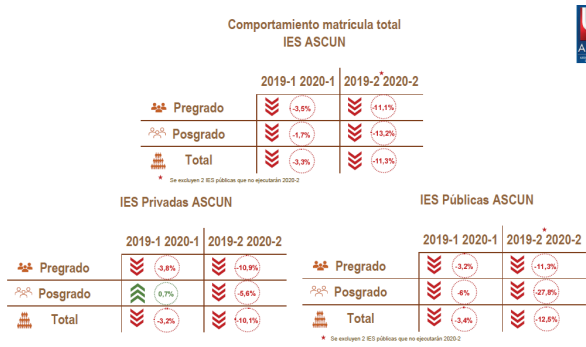 Comportamiento matrícula total
IES ASCUN
2019-1 2020-1 2019-2 2020-2
*
Pregrado -3,5% -11,1%
Posgrado -1,7% -13,2%
Total -3,3% -11,3%
* Se excluyen 2 IES públicas que no ejecutarán 2020-2
IES Privadas ASCUN
2019-1 2020-1 2019-2 2020-2
Pregrado -3,8% -10,9%
Posgrado 0,7% -5,6%
Total -3,2% -10,1%
IES Públicas ASCUN
2019-1 2020-1 2019-2 2020-2
*
Pregrado -3,2% -11,3%
Posgrado -6% -27,8%
Total -3,4% -12,5%
* Se excluyen 2 IES públicas que no ejecutarán 2020-2